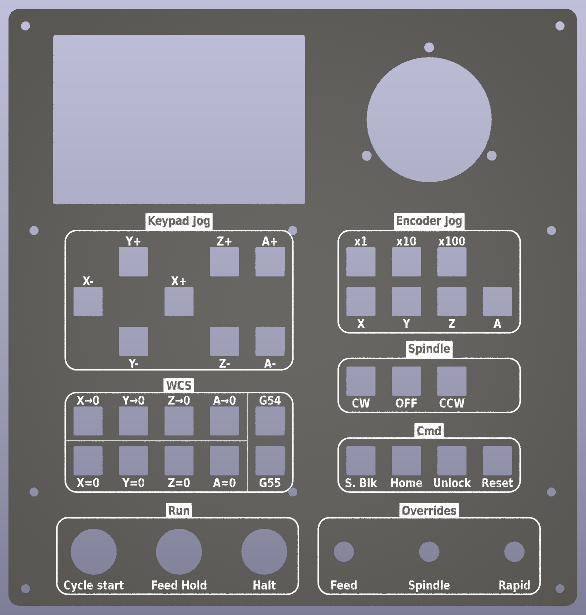 Keypad Jog
Y+ Z+ A+
X- X+
Y- Z- A-
Encoder Jog
x1 x10 x100
X Y Z A
Spindle
CW OFF CCW
WCS
X→0 Y→0 Z→0 A→0 G54
X=0 Y=0 Z=0 A=0 G55
Cmd
S. Blk Home Unlock Reset
Run
Cycle start Feed Hold Halt
Overrides
Feed Spindle Rapid